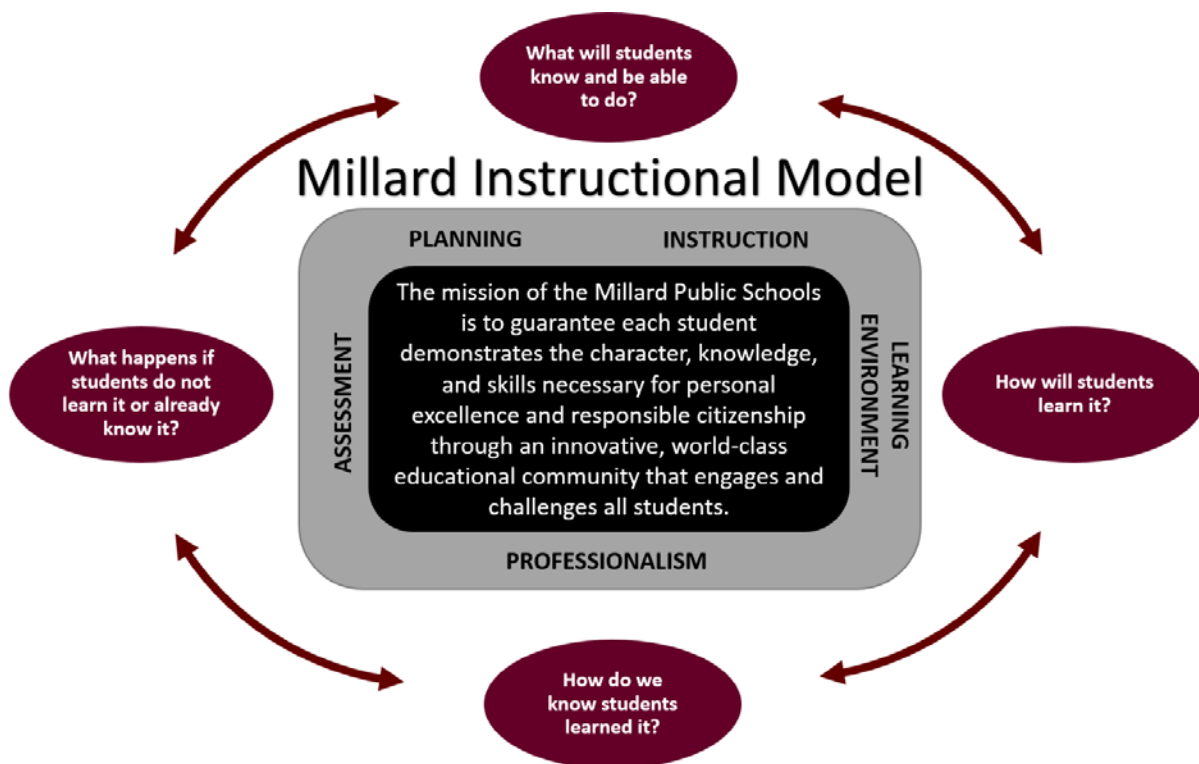 What will students
know and be able
to do?
Millard Instructional Model
PLANNING
INSTRUCTION
ASSESSMENT
The mission of the Millard Public Schools
is to guarantee each student
demonstrates the character, knowledge,
and skills necessary for personal
excellence and responsible citizenship
through an innovative, world-class
educational community that engages and
challenges all students.
LEARNING
ENVIRONMENT
PROFESSIONALISM
What happens if
students do not
learn it or already
know it?
How will students
learn it?
How do we
know students
learned it?